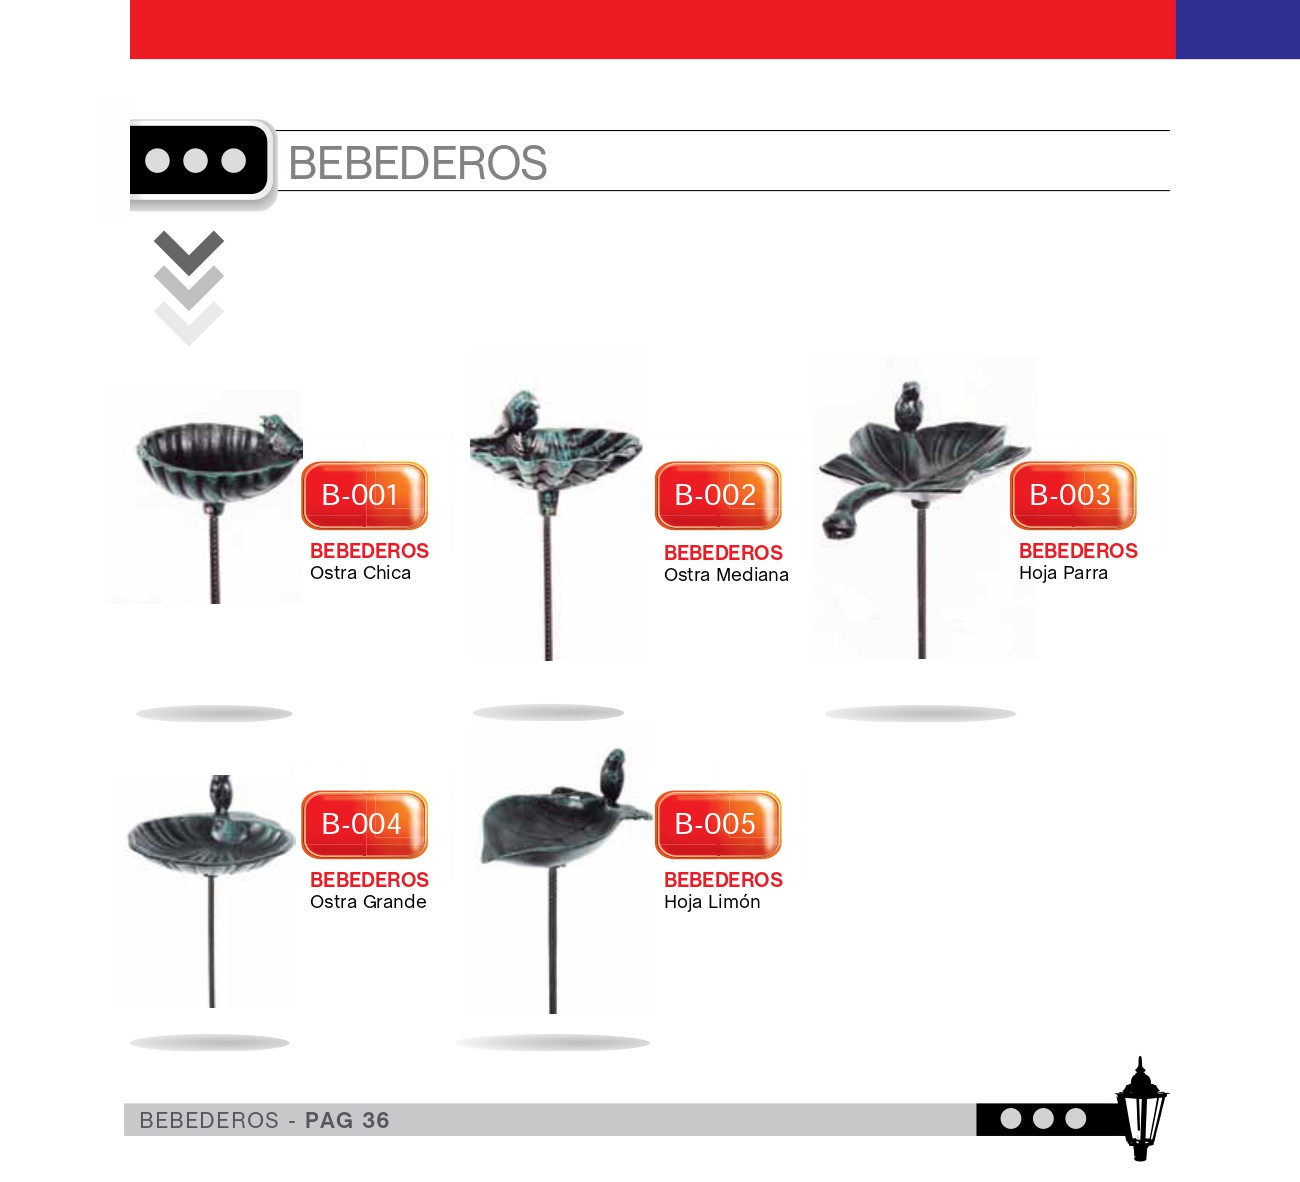 BEBEDEROS
B-001
BEBEDEROS
Ostra Chica
B-002
BEBEDEROS
Ostra Mediana
B-003
BEBEDEROS
Hoja Parra
B-004
BEBEDEROS
Ostra Grande
B-005
BEBEDEROS
Hoja Limón
BEBEDEROS - PAG 36